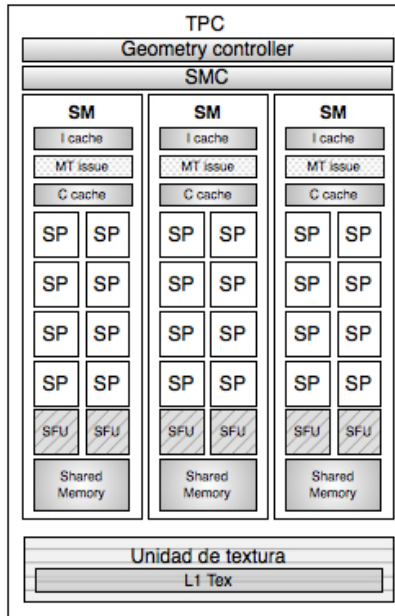 TPC
Geometry controller
SMC
SM SM SM
I cache I cache I cache
MT issue MT issue MT issue
C cache C cache C cache
SP SP SP SP SP SP
SP SP SP SP SP SP
SP SP SP SP SP SP
SP SP SP SP SP SP
SFU SFU SFU SFU SFU SFU
Shared Shared Shared
Memory Memory Memory
Unidad de textura
L1 Tex